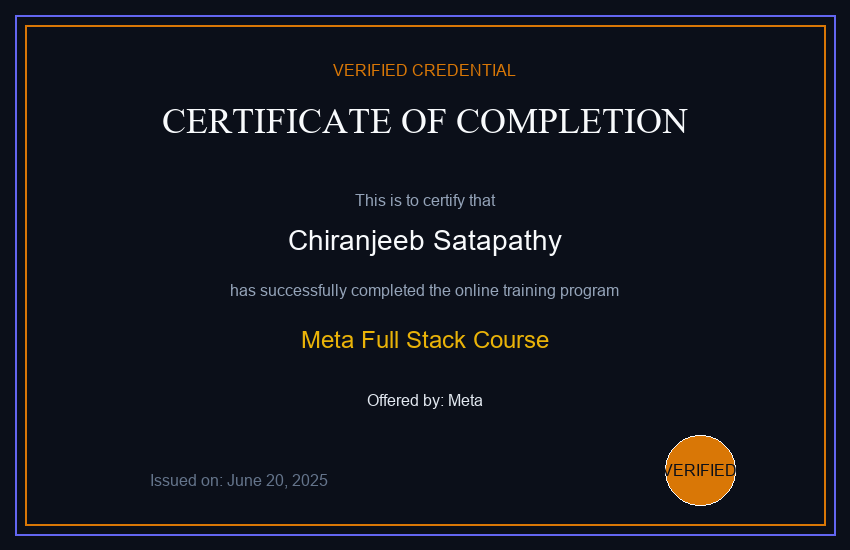 VERIFIED CREDENTIAL
CERTIFICATE OF COMPLETION
This is to certify that
Chiranjeeb Satapathy
has successfully completed the online training program
Meta Full Stack Course
Offered by: Meta
VERIFIED
Issued on: June 20, 2025